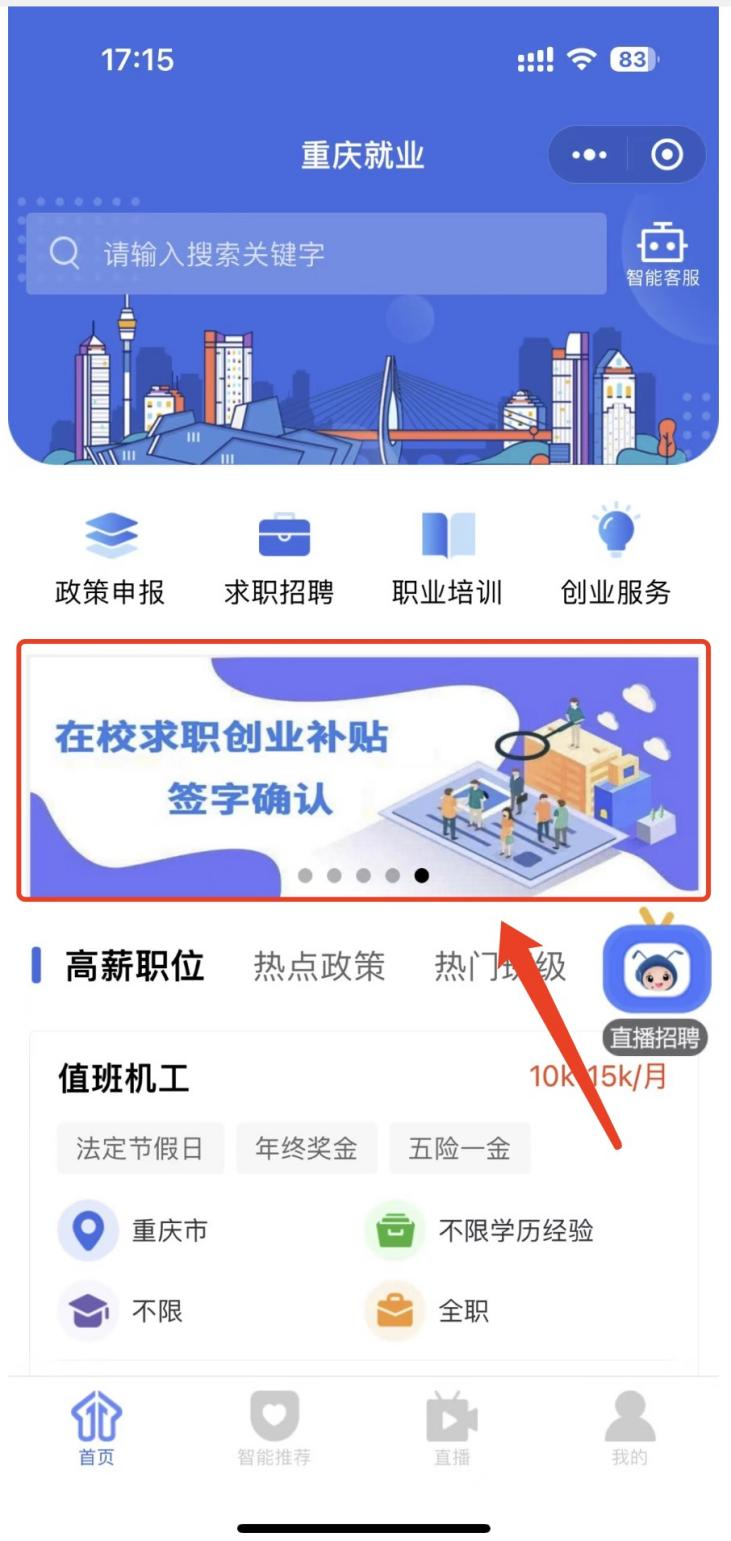 17:15
83
重庆就业
请输入搜索关键字
智能客服
政策申报
求职招聘
职业培训
创业服务
在校求职创业补贴
签字确认
高薪职位
热点政策
热门班级
直播招聘
值班机工
10k-15k/月
法定节假日
年终奖金
五险一金
重庆市
不限学历经验
不限
全职
首页
智能推荐
直播
我的